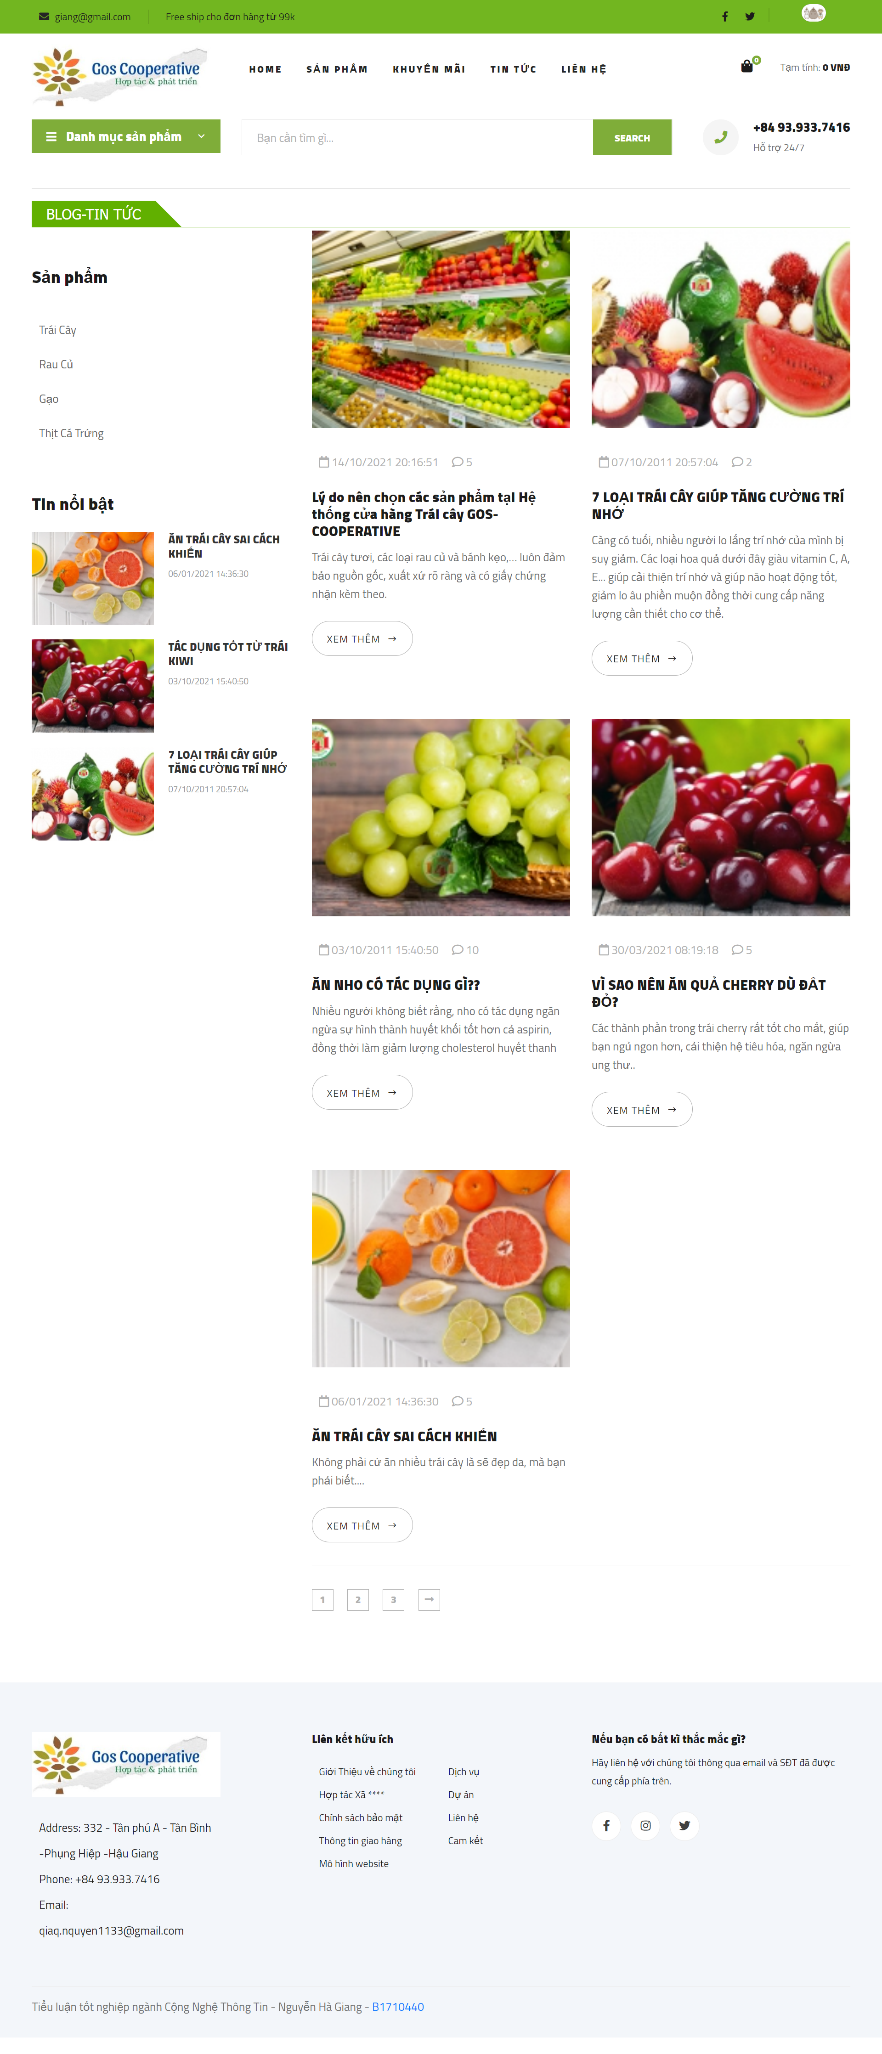 giang@gmail.com
Free ship cho đơn hàng từ 99k
Gos Cooperative
Hợp tác & phát triển
HOME
SẢN PHẨM
KHUYẾN MÃI
TIN TỨC
LIÊN HỆ
0
Tạm tính: 0 VNĐ
Danh mục sản phẩm
Bạn cần tìm gì...
SEARCH
+84 93.933.7416
Hỗ trợ 24/7
BLOG-TIN TỨC
Sản phẩm
Trái Cây
Rau Củ
Gạo
Thịt Cá Trứng
Tin nổi bật
ĂN TRÁI CÂY SAI CÁCH
KHIẾN
06/01/2021 14:36:30
TÁC DỤNG TỐT TỪ TRÁI
KIWI
03/10/2021 15:40:50
7 LOẠI TRÁI CÂY GIÚP
TĂNG CƯỜNG TRÍ NHỚ
07/10/2011 20:57:04
14/10/2021 20:16:51 5
Lý do nên chọn các sản phẩm tại Hệ
thống cửa hàng Trái cây GOS-
COOPERATIVE
Trái cây tươi, các loại rau củ và bánh kẹo,... luôn đảm
bảo nguồn gốc, xuất xứ rõ ràng và có giấy chứng
nhận kèm theo.
XEM THÊM
07/10/2011 20:57:04 2
7 LOẠI TRÁI CÂY GIÚP TĂNG CƯỜNG TRÍ
NHỚ
Càng có tuổi, nhiều người lo lắng trí nhớ của mình bị
suy giảm. Các loại hoa quả dưới đây giàu vitamin C, A,
E... giúp cải thiện trí nhớ và giúp não hoạt động tốt,
giảm lo âu phiền muộn đồng thời cung cấp năng
lượng cần thiết cho cơ thể.
XEM THÊM
03/10/2011 15:40:50 10
ĂN NHO CÓ TÁC DỤNG GÌ??
Nhiều người không biết rằng, nho có tác dụng ngăn
ngừa sự hình thành huyết khối tốt hơn cả aspirin,
đồng thời làm giảm lượng cholesterol huyết thanh
XEM THÊM
30/03/2021 08:19:18 5
VÌ SAO NÊN ĂN QUẢ CHERRY DÙ ĐẮT
ĐỎ?
Các thành phần trong trái cherry rất tốt cho mắt, giúp
bạn ngủ ngon hơn, cải thiện hệ tiêu hóa, ngăn ngừa
ung thư..
XEM THÊM
06/01/2021 14:36:30 5
ĂN TRÁI CÂY SAI CÁCH KHIẾN
Không phải cứ ăn nhiều trái cây là sẽ đẹp da, mà bạn
phải biết....
XEM THÊM
1 2 3
Gos Cooperative
Hợp tác & phát triển
Address: 332 - Tân phú A - Tân Bình
-Phụng Hiệp -Hậu Giang
Phone: +84 93.933.7416
Email:
qiaq.nquyen1133@gmail.com
Liên kết hữu ích
Giới Thiệu về chúng tôi
Hợp tác Xã ****
Chính sách bảo mật
Thông tin giao hàng
Mô hình website
Dịch vụ
Dự án
Liên hệ
Cam kết
Nếu bạn có bất kì thắc mắc gì?
Hãy liên hệ với chúng tôi thông qua email và SĐT đã được
cung cấp phía trên.
Tiểu luận tốt nghiệp ngành Cộng Nghệ Thông Tin - Nguyễn Hà Giang - B1710440